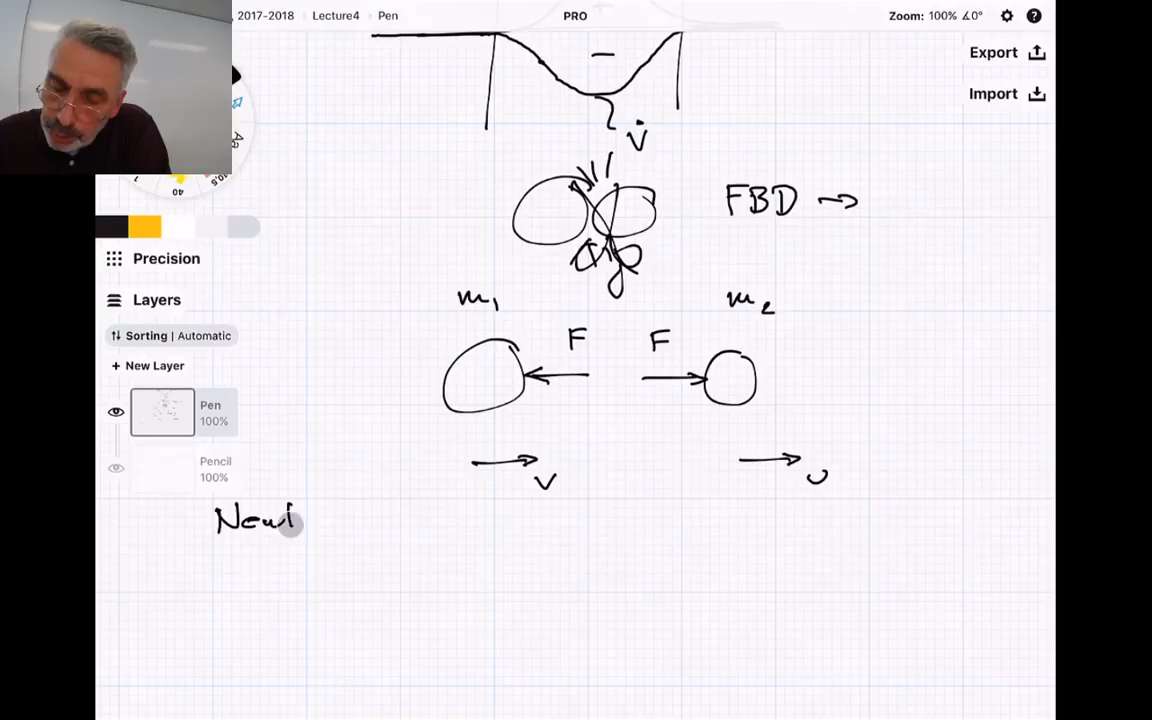 2017-2018 Lecture4 Pen PRO Zoom: 100% ∡0°
Export
Import
V̇
FBD →
Precision
Layers
m₁ m₂
Sorting | Automatic
F F
+ New Layer
Pen
100%
Pencil
100%
V U
Newt
40